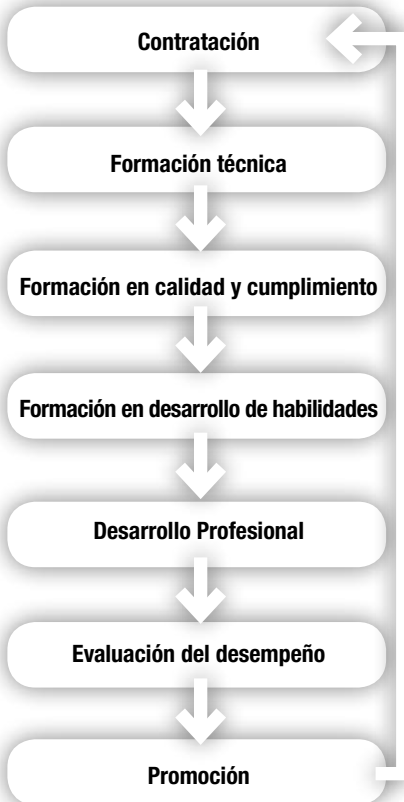 Contratación
Formación técnica
Formación en calidad y cumplimiento
Formación en desarrollo de habilidades
Desarrollo Profesional
Evaluación del desempeño
Promoción